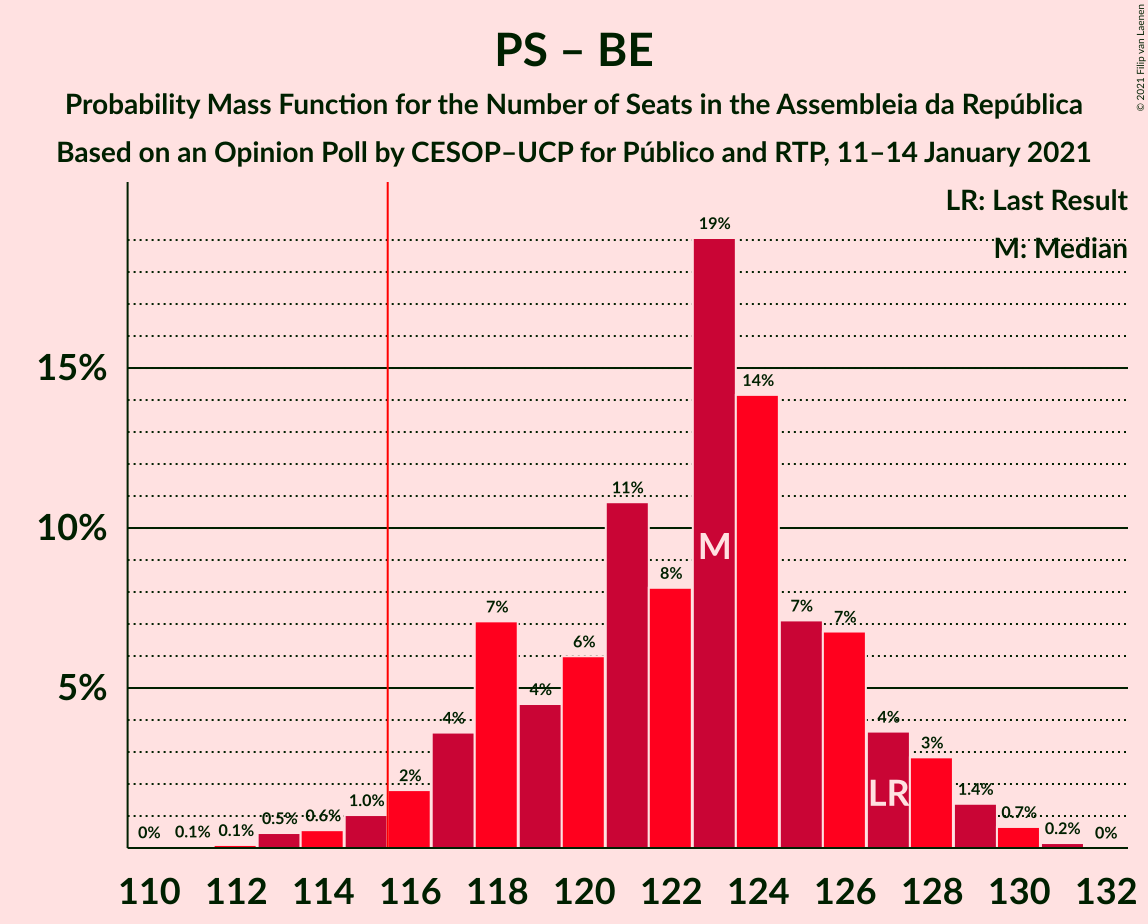 PS – BE
Probability Mass Function for the Number of Seats in the Assembleia da República
Based on an Opinion Poll by CESOP–UCP for Público and RTP, 11–14 January 2021
© 2021 Filip van Laenen
LR: Last Result
M: Median
15%
10%
5%
0%
0.1%
0.1%
0.5%
0.6%
1.0%
2%
4%
7%
4%
6%
11%
8%
19%
14%
7%
7%
4%
3%
1.4%
0.7%
0.2%
0%
M
LR
110 112 114 116 118 120 122 124 126 128 130 132